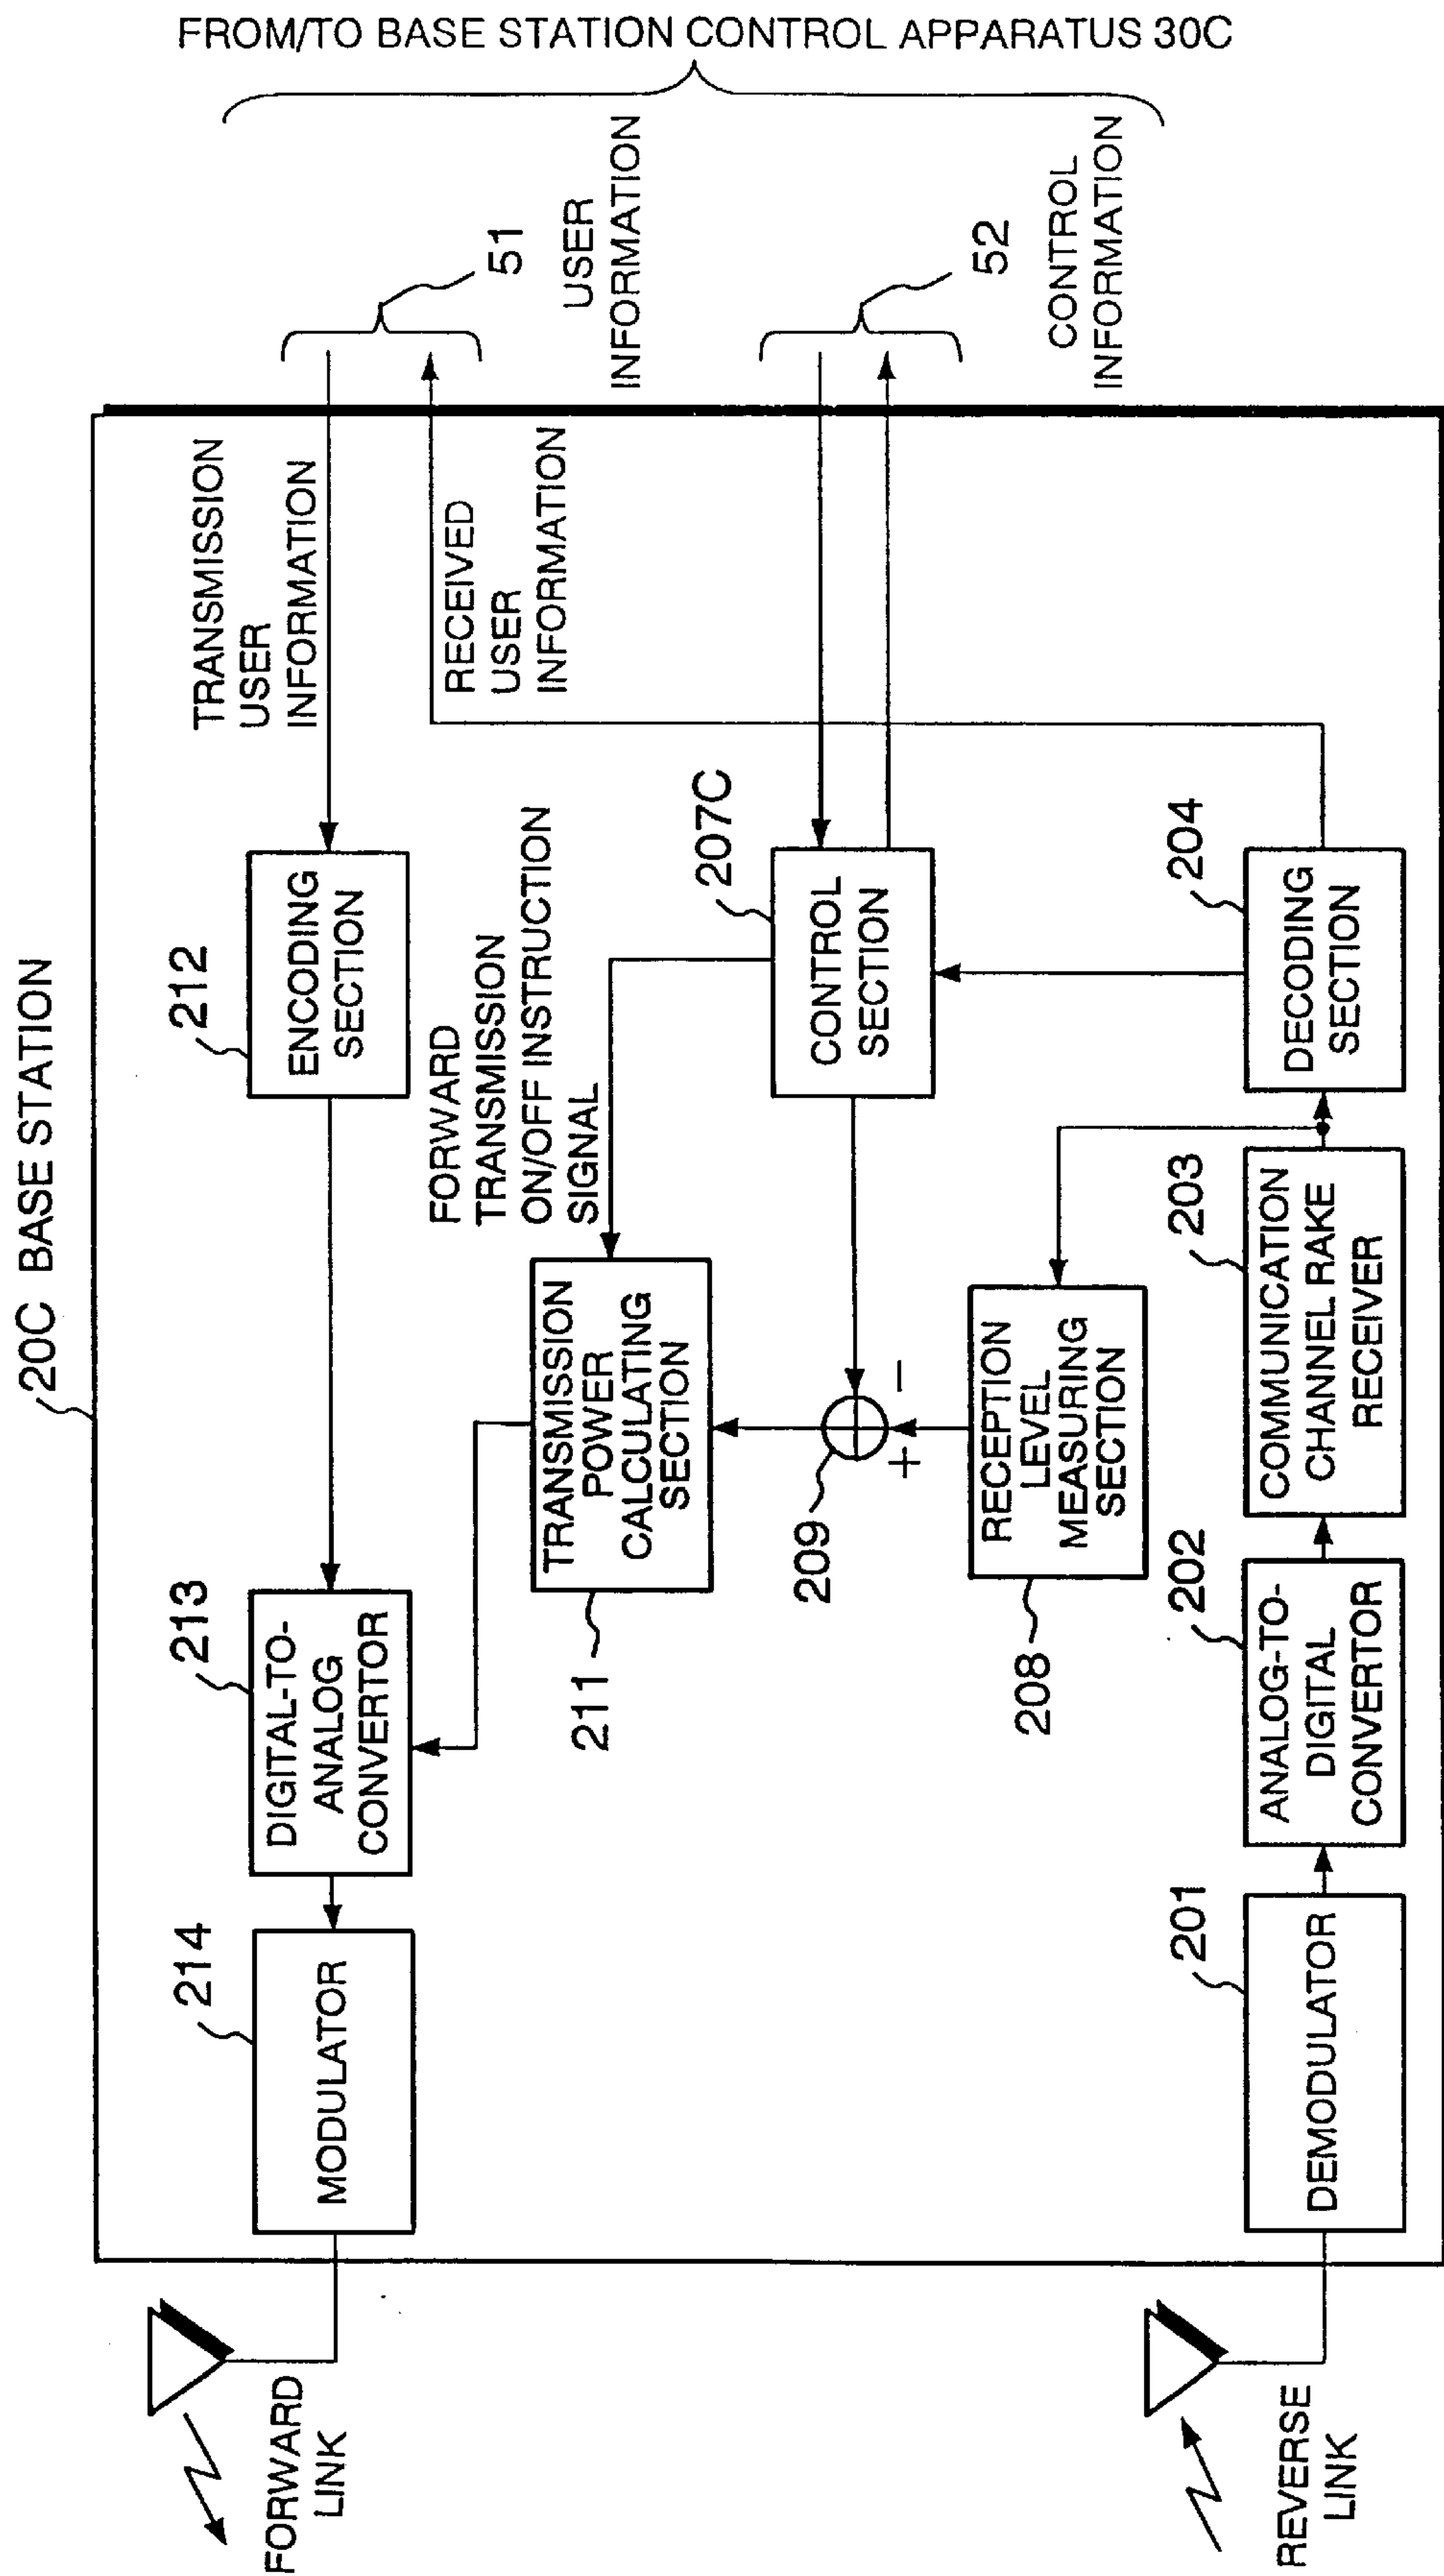 20C BASE STATION
FROM/TO BASE STATION CONTROL APPARATUS 30C
FORWARD
LINK
214
MODULATOR
213
DIGITAL-TO-
ANALOG
CONVERTOR
212
ENCODING
SECTION
TRANSMISSION
USER
INFORMATION
51
USER
INFORMATION
RECEIVED
USER
INFORMATION
FORWARD
TRANSMISSION
ON/OFF INSTRUCTION
SIGNAL
211
TRANSMISSION
POWER
CALCULATING
SECTION
207C
CONTROL
SECTION
52
CONTROL
INFORMATION
209
+
−
208
RECEPTION
LEVEL
MEASURING
SECTION
REVERSE
LINK
201
DEMODULATOR
202
ANALOG-TO-
DIGITAL
CONVERTOR
203
COMMUNICATION
CHANNEL RAKE
RECEIVER
204
DECODING
SECTION